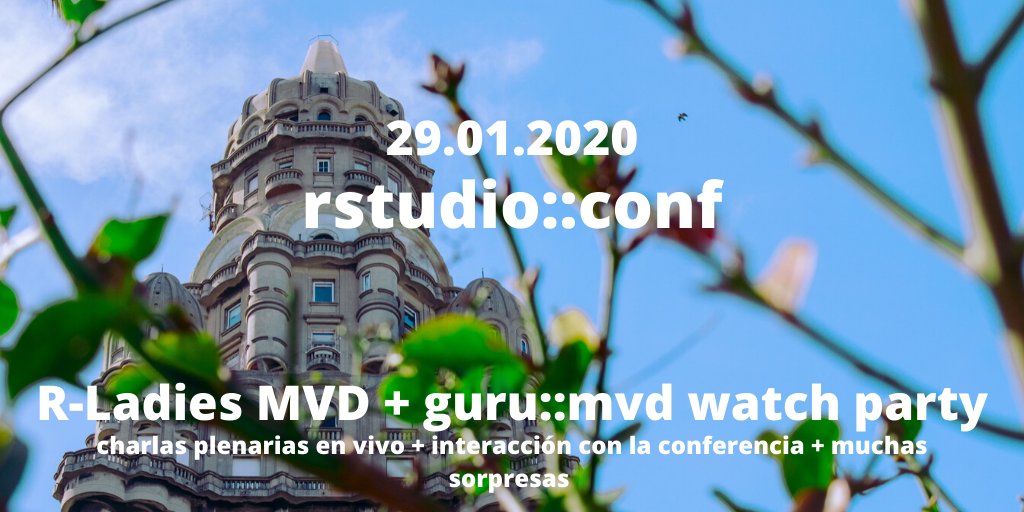 29.01.2020
rstudio::conf
R-Ladies MVD + guru::mvd watch party
charlas plenarias en vivo + interacción con la conferencia + muchas
sorpresas